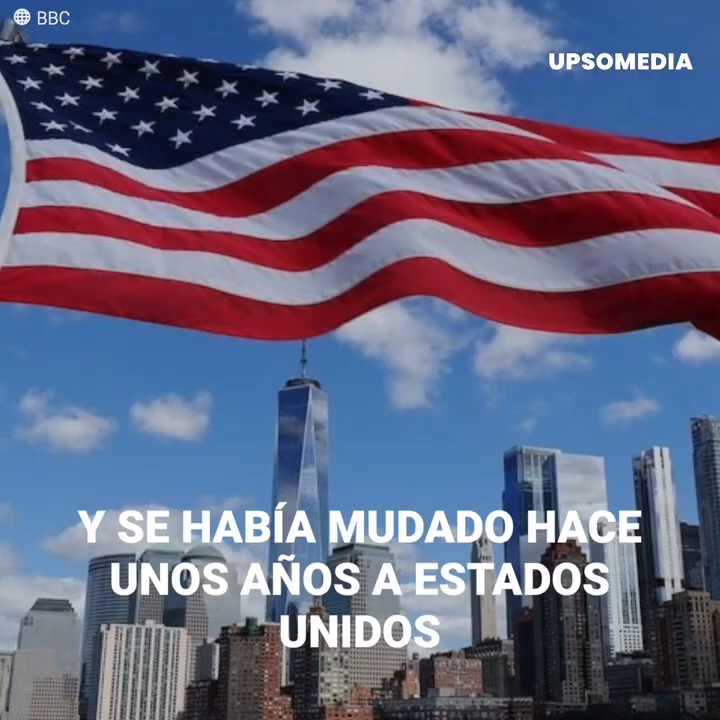 BBC
UPSOMEDIA
Y SE HABÍA MUDADO HACE
UNOS AÑOS A ESTADOS
UNIDOS